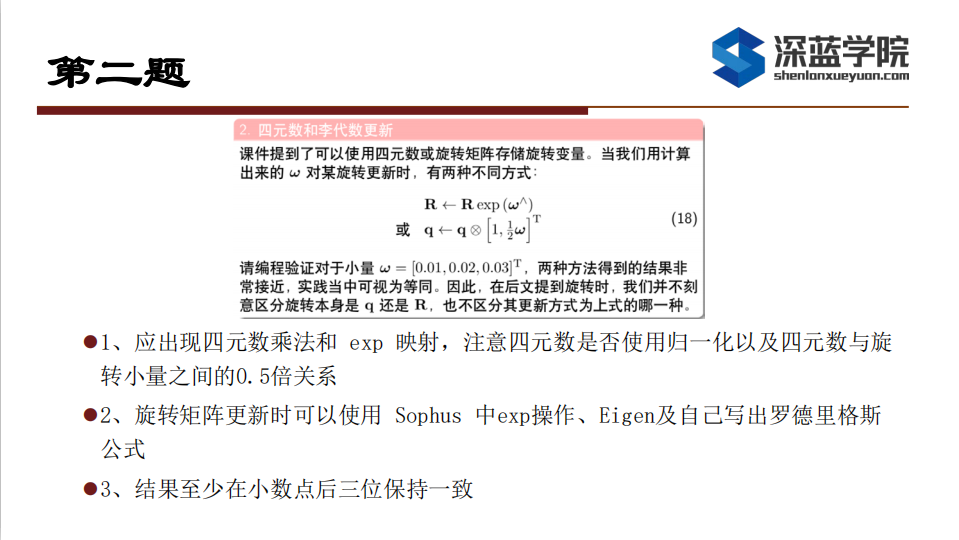 第二题
深蓝学院
shenlanxueyuan.com
2. 四元数和李代数更新
课件提到了可以使用四元数或旋转矩阵存储旋转变量。当我们用计算
出来的 ω 对某旋转更新时，有两种不同方式：
R ← R exp (ω^)
或 q ← q ⊗ [1, ½ω]ᵀ
(18)
请编程验证对于小量 ω = [0.01, 0.02, 0.03]ᵀ，两种方法得到的结果非
常接近，实践当中可视为等同。因此，在后文提到旋转时，我们并不刻
意区分旋转本身是 q 还是 R，也不区分其更新方式为上式的哪一种。
●1、应出现四元数乘法和 exp 映射，注意四元数是否使用归一化以及四元数与旋
转小量之间的0.5倍关系
●2、旋转矩阵更新时可以使用 Sophus 中exp操作、Eigen及自己写出罗德里格斯
公式
●3、结果至少在小数点后三位保持一致